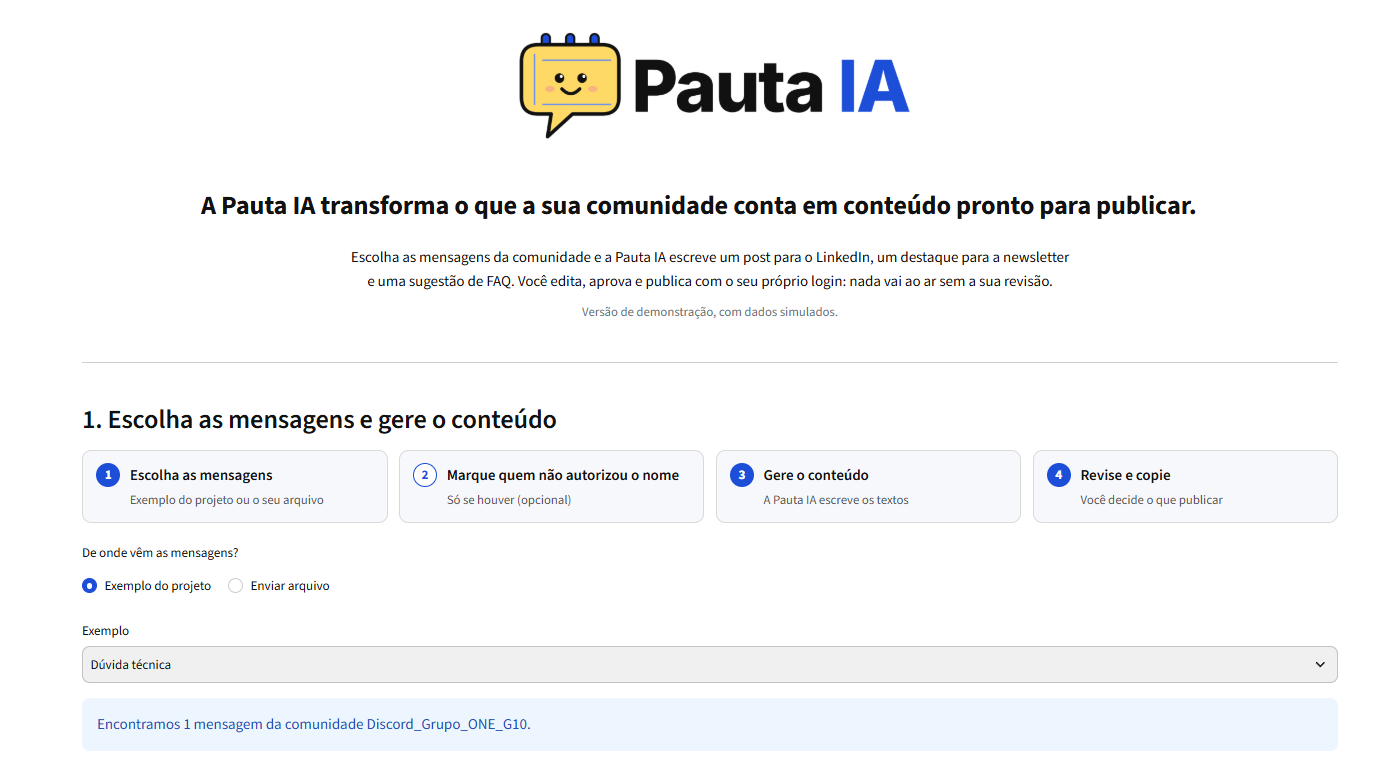 Pauta IA
A Pauta IA transforma o que a sua comunidade conta em conteúdo pronto para publicar.
Escolha as mensagens da comunidade e a Pauta IA escreve um post para o LinkedIn, um destaque para a newsletter
e uma sugestão de FAQ. Você edita, aprova e publica com o seu próprio login: nada vai ao ar sem a sua revisão.
Versão de demonstração, com dados simulados.
1. Escolha as mensagens e gere o conteúdo
1 Escolha as mensagens
Exemplo do projeto ou o seu arquivo
2 Marque quem não autorizou o nome
Só se houver (opcional)
3 Gere o conteúdo
A Pauta IA escreve os textos
4 Revise e copie
Você decide o que publicar
De onde vêm as mensagens?
Exemplo do projeto
Enviar arquivo
Exemplo
Dúvida técnica
Encontramos 1 mensagem da comunidade Discord_Grupo_ONE_G10.